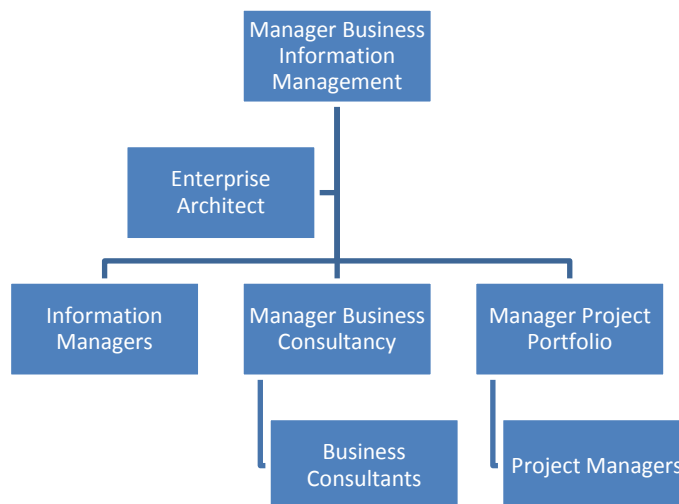 Manager Business
Information
Management
Enterprise
Architect
Information
Managers
Manager Business
Consultancy
Manager Project
Portfolio
Business
Consultants
Project Managers